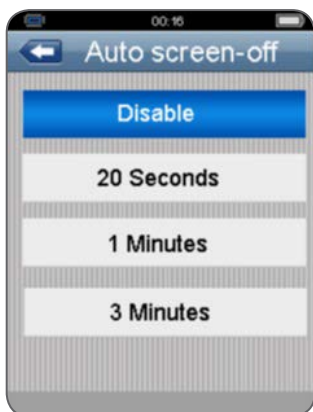 00:16
Auto screen-off
Disable
20 Seconds
1 Minutes
3 Minutes